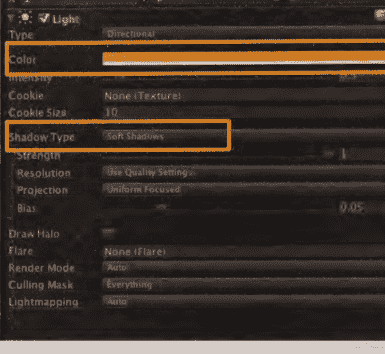 Light
Type Directional
Color
Intensity
Cookie None (Texture)
Cookie Size 10
Shadow Type Soft Shadows
Strength 1
Resolution Use Quality Settings
Projection Uniform Focused
Bias 0.05
Draw Halo
Flare None (Flare)
Render Mode Auto
Culling Mask Everything
Lightmapping Auto